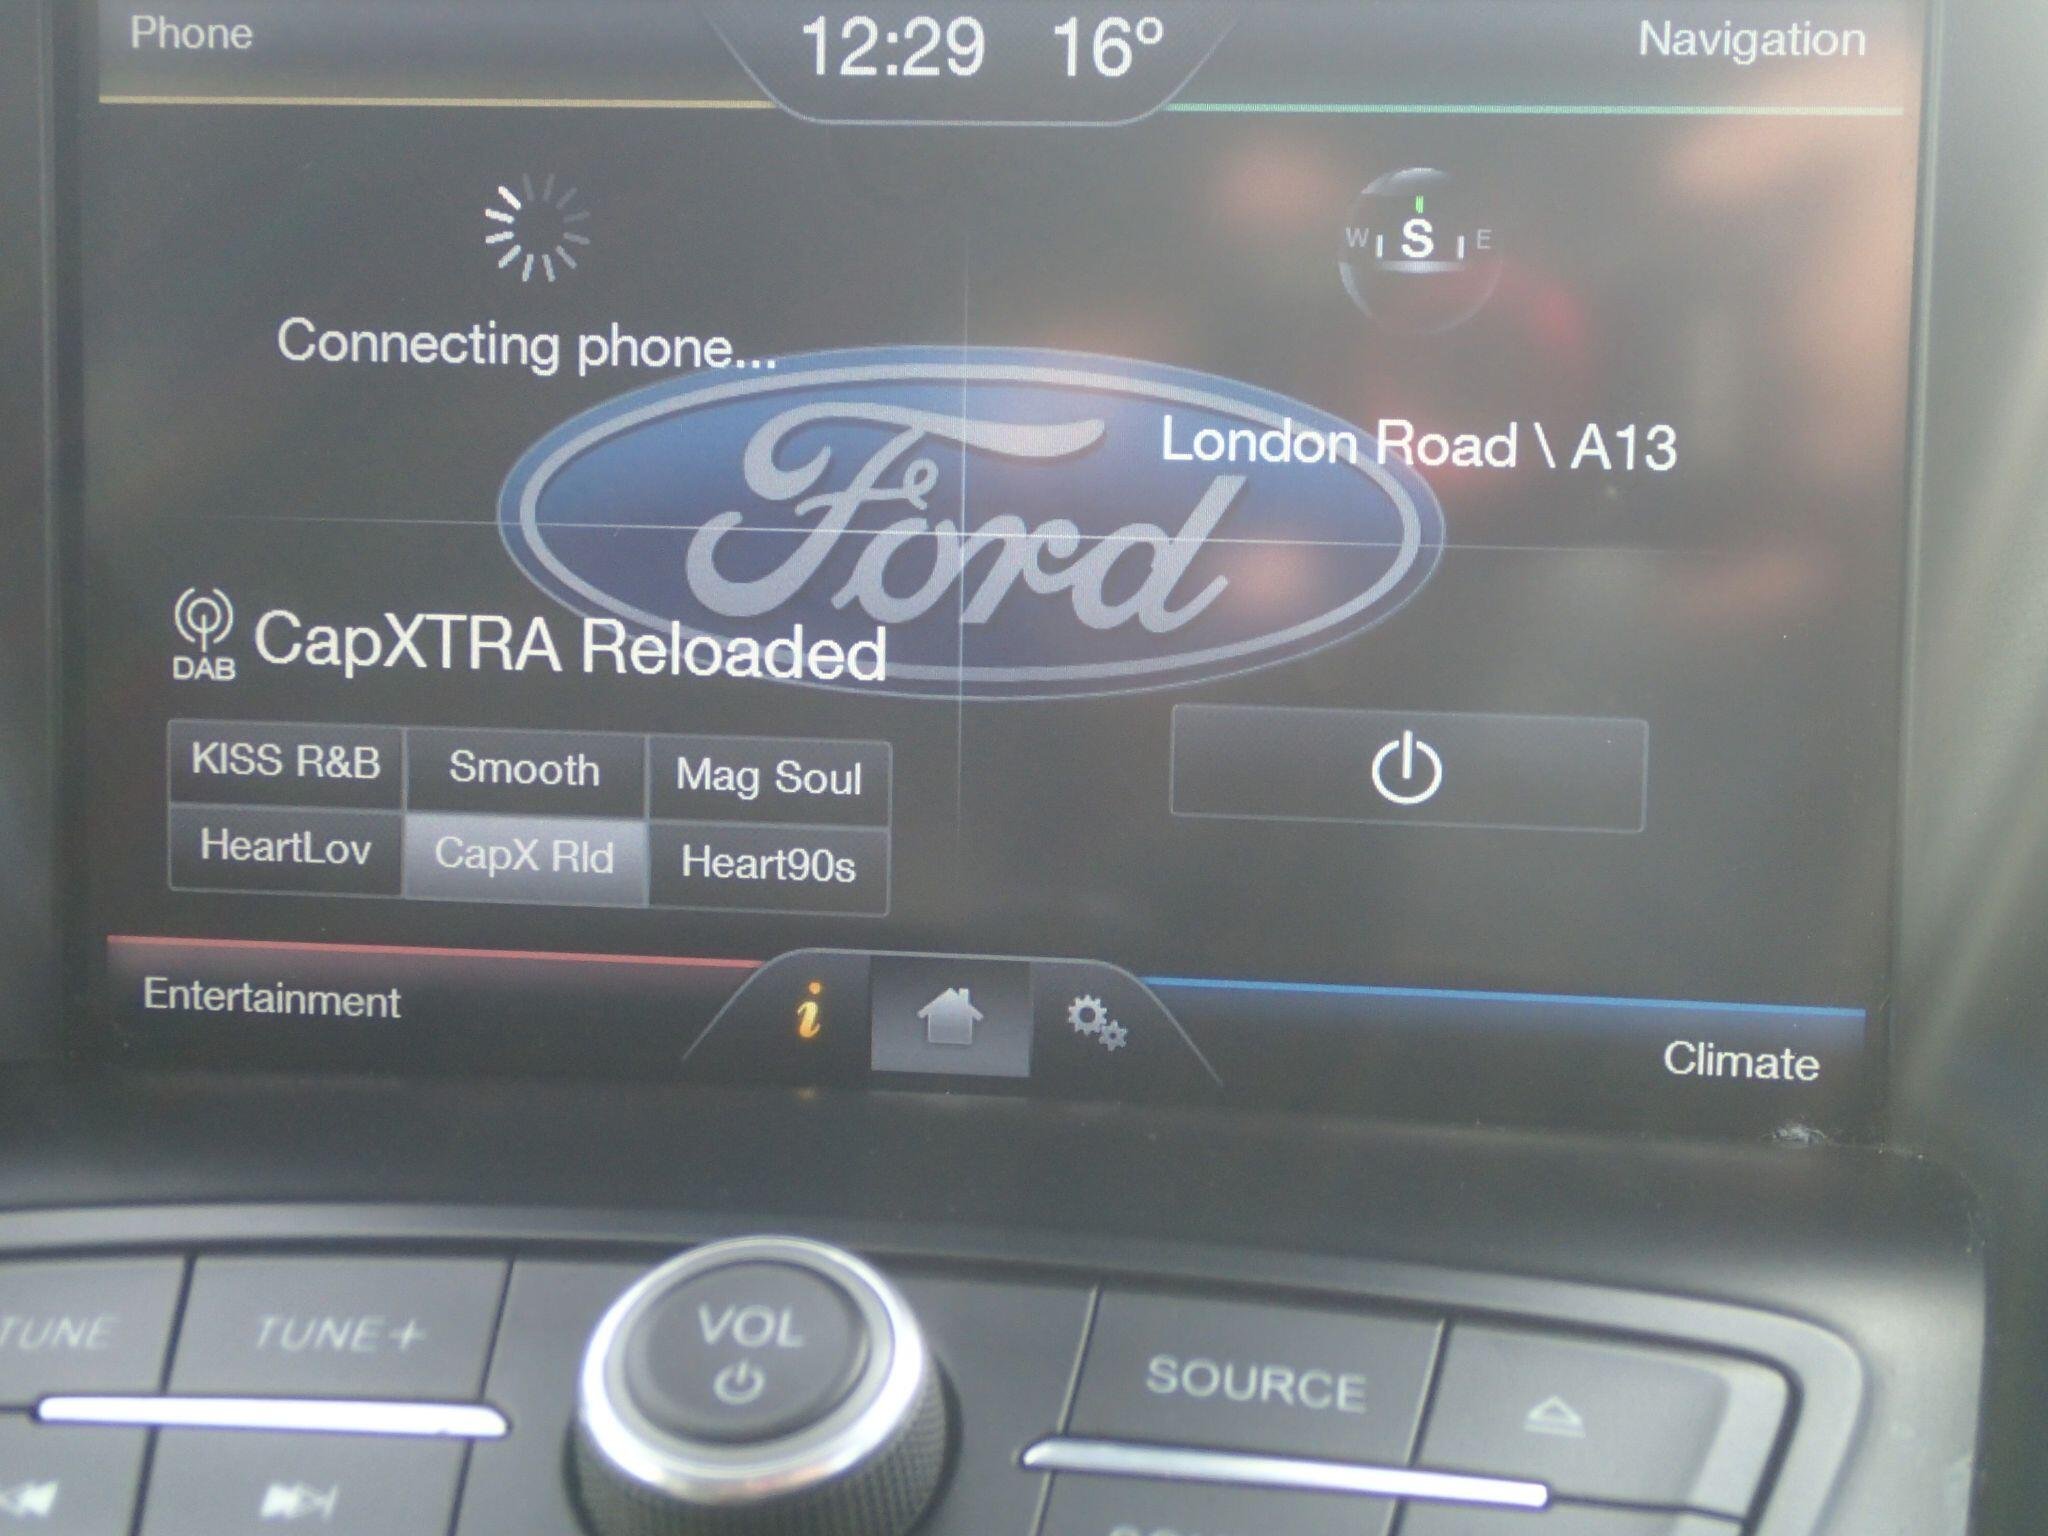 Phone
12:29 16°
Navigation
Connecting phone...
W S E
London Road \ A13
Ford
DAB
CapXTRA Reloaded
KISS R&B
Smooth
Mag Soul
HeartLov
CapX Rld
Heart90s
Entertainment
i
Climate
TUNE
TUNE+
VOL
SOURCE